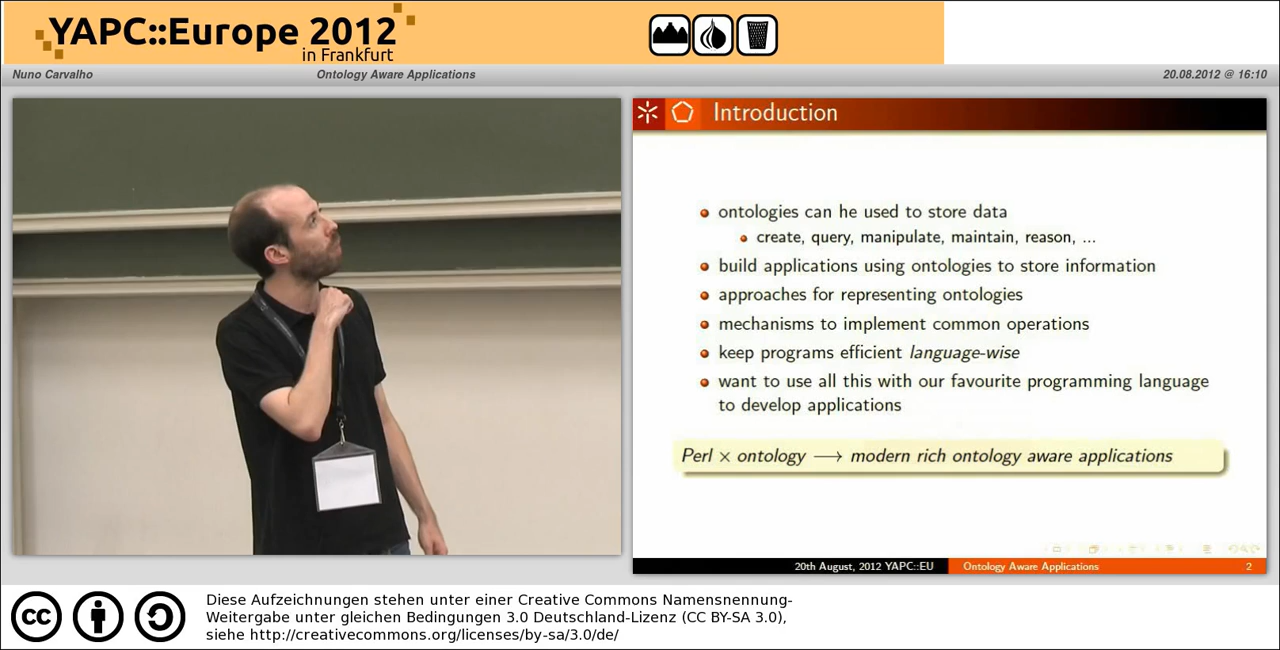 YAPC::Europe 2012
in Frankfurt
Nuno Carvalho
Ontology Aware Applications
20.08.2012 @ 16:10
Introduction
ontologies can he used to store data
create, query, manipulate, maintain, reason, ...
build applications using ontologies to store information
approaches for representing ontologies
mechanisms to implement common operations
keep programs efficient language-wise
want to use all this with our favourite programming language
to develop applications
Perl × ontology ⟶ modern rich ontology aware applications
20th August, 2012 YAPC::EU
Ontology Aware Applications
2
cc
Diese Aufzeichnungen stehen unter einer Creative Commons Namensnennung-
Weitergabe unter gleichen Bedingungen 3.0 Deutschland-Lizenz (CC BY-SA 3.0),
siehe http://creativecommons.org/licenses/by-sa/3.0/de/